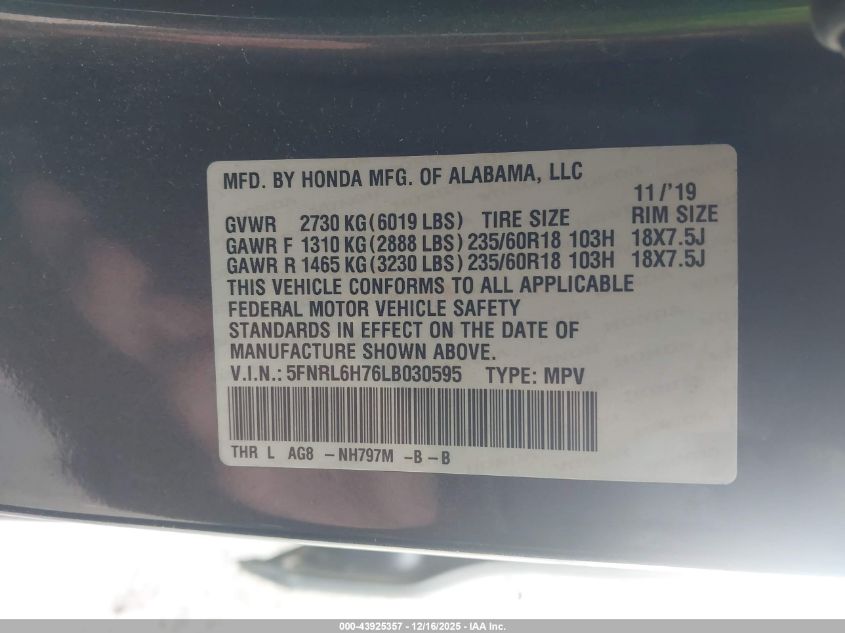 MFD. BY HONDA MFG. OF ALABAMA, LLC
11/'19
GVWR 2730 KG(6019 LBS) TIRE SIZE RIM SIZE
GAWR F 1310 KG(2888 LBS) 235/60R18 103H 18X7.5J
GAWR R 1465 KG(3230 LBS) 235/60R18 103H 18X7.5J
THIS VEHICLE CONFORMS TO ALL APPLICABLE
FEDERAL MOTOR VEHICLE SAFETY
STANDARDS IN EFFECT ON THE DATE OF
MANUFACTURE SHOWN ABOVE.
V.I.N.: 5FNRL6H76LB030595 TYPE: MPV
THR L AG8 -NH797M -B-B
000-43925357 - 12/16/2025 - IAA Inc.